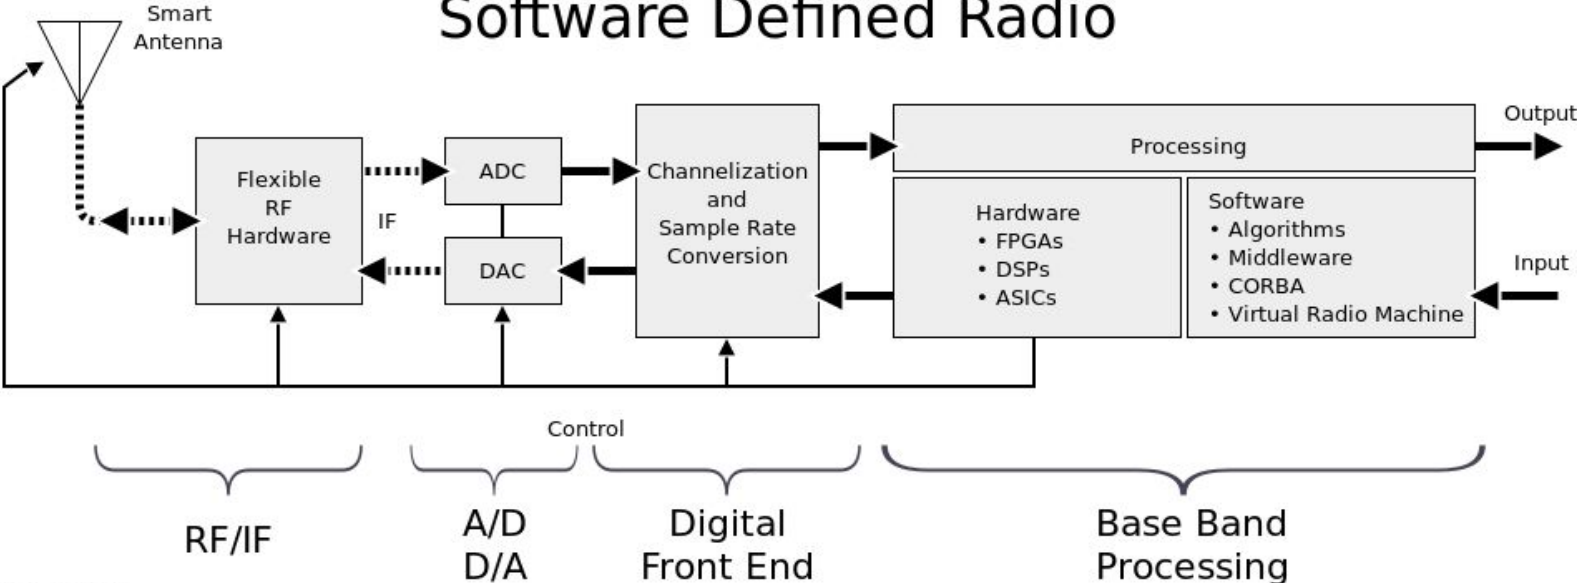 Software Defined Radio
Smart
Antenna
Flexible
RF
Hardware
IF
ADC
DAC
Channelization
and
Sample Rate
Conversion
Processing
Hardware
• FPGAs
• DSPs
• ASICs
Software
• Algorithms
• Middleware
• CORBA
• Virtual Radio Machine
Output
Input
Control
RF/IF
A/D
D/A
Digital
Front End
Base Band
Processing